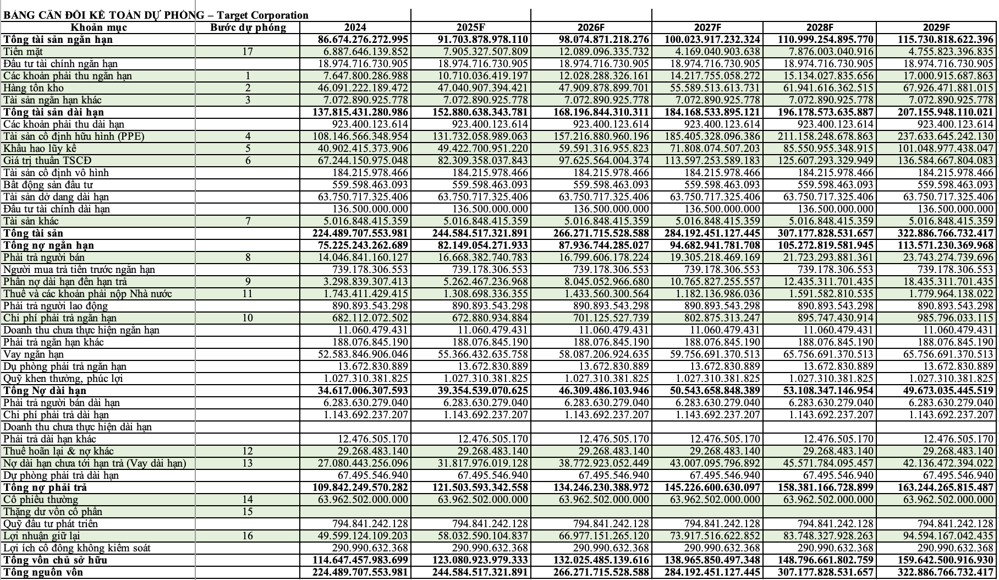 BẢNG CÂN ĐỐI KẾ TOÁN DỰ PHÓNG – Target Corporation
Khoản mục Bước dự phóng 2024 2025F 2026F 2027F 2028F 2029F
Tổng tài sản ngắn hạn 86.674.276.272.995 91.703.878.978.110 98.074.871.218.276 100.023.917.232.324 110.999.254.895.770 115.730.818.622.396
Tiền mặt 17 6.887.646.139.852 7.905.327.507.809 12.089.096.335.732 4.169.040.903.638 7.876.003.040.916 4.755.823.396.835
Đầu tư tài chính ngắn hạn 18.974.716.730.905 18.974.716.730.905 18.974.716.730.905 18.974.716.730.905 18.974.716.730.905 18.974.716.730.905
Các khoản phải thu ngắn hạn 1 7.647.800.286.988 10.710.036.419.197 12.028.288.326.161 14.217.755.058.272 15.134.027.835.656 17.000.915.687.863
Hàng tồn kho 2 46.091.222.189.472 47.040.907.394.421 47.909.878.899.701 55.589.513.613.731 61.941.616.362.515 67.926.471.881.015
Tài sản ngắn hạn khác 3 7.072.890.925.778 7.072.890.925.778 7.072.890.925.778 7.072.890.925.778 7.072.890.925.778 7.072.890.925.778
Tổng tài sản dài hạn 137.815.431.280.986 152.880.638.343.781 168.196.844.310.311 184.168.533.895.121 196.178.573.635.887 207.155.948.110.021
Các khoản phải thu dài hạn 923.400.123.614 923.400.123.614 923.400.123.614 923.400.123.614 923.400.123.614 923.400.123.614
Tài sản cố định hữu hình (PPE) 4 108.146.566.348.954 131.732.058.989.063 157.216.880.960.196 185.405.328.096.386 211.158.248.678.863 237.633.645.242.130
Khấu hao lũy kế 5 40.902.415.373.906 49.422.700.951.220 59.591.316.955.823 71.808.074.507.203 85.550.955.348.915 101.048.977.438.047
Giá trị thuần TSCĐ 6 67.244.150.975.048 82.309.358.037.843 97.625.564.004.374 113.597.253.589.183 125.607.293.329.949 136.584.667.804.083
Tài sản cố định vô hình 184.215.978.466 184.215.978.466 184.215.978.466 184.215.978.466 184.215.978.466 184.215.978.466
Bất động sản đầu tư 559.598.463.093 559.598.463.093 559.598.463.093 559.598.463.093 559.598.463.093 559.598.463.093
Tài sản dở dang dài hạn 63.750.717.325.406 63.750.717.325.406 63.750.717.325.406 63.750.717.325.406 63.750.717.325.406 63.750.717.325.406
Đầu tư tài chính dài hạn 136.500.000.000 136.500.000.000 136.500.000.000 136.500.000.000 136.500.000.000 136.500.000.000
Tài sản khác 7 5.016.848.415.359 5.016.848.415.359 5.016.848.415.359 5.016.848.415.359 5.016.848.415.359 5.016.848.415.359
Tổng tài sản 224.489.707.553.981 244.584.517.321.891 266.271.715.528.588 284.192.451.127.445 307.177.828.531.657 322.886.766.732.417
Tổng nợ ngắn hạn 75.225.243.262.689 82.149.054.271.933 87.936.744.285.027 94.682.941.781.708 105.272.819.581.945 113.571.230.369.968
Phải trả người bán 8 14.046.841.160.127 16.668.382.740.783 16.799.606.178.224 19.305.218.469.169 21.723.293.881.361 23.743.274.739.696
Người mua trả tiền trước ngắn hạn 739.178.306.553 739.178.306.553 739.178.306.553 739.178.306.553 739.178.306.553 739.178.306.553
Phần nợ dài hạn đến hạn trả 9 3.298.839.307.413 5.262.467.236.968 8.045.052.966.680 10.765.827.255.557 12.435.311.701.435 18.435.311.701.435
Thuế và các khoản phải nộp Nhà nước 11 1.743.411.429.415 1.308.698.336.355 1.433.560.300.564 1.182.136.986.036 1.591.582.810.535 1.779.964.138.022
Phải trả người lao động 890.893.543.298 890.893.543.298 890.893.543.298 890.893.543.298 890.893.543.298 890.893.543.298
Chi phí phải trả ngắn hạn 10 682.112.072.502 672.880.934.884 701.125.527.739 802.875.313.247 895.747.430.914 985.796.033.115
Doanh thu chưa thực hiện ngắn hạn 11.060.479.431 11.060.479.431 11.060.479.431 11.060.479.431 11.060.479.431 11.060.479.431
Phải trả ngắn hạn khác 188.076.845.190 188.076.845.190 188.076.845.190 188.076.845.190 188.076.845.190 188.076.845.190
Vay ngắn hạn 52.583.846.906.046 55.366.432.635.758 58.087.206.924.635 59.756.691.370.513 65.756.691.370.513 65.756.691.370.513
Dự phòng phải trả ngắn hạn 13.672.830.889 13.672.830.889 13.672.830.889 13.672.830.889 13.672.830.889 13.672.830.889
Quỹ khen thưởng, phúc lợi 1.027.310.381.825 1.027.310.381.825 1.027.310.381.825 1.027.310.381.825 1.027.310.381.825 1.027.310.381.825
Tổng Nợ dài hạn 34.617.006.307.593 39.354.539.070.625 46.309.486.103.946 50.543.658.848.389 53.108.347.146.954 49.673.035.445.519
Phải trả người bán dài hạn 6.283.630.279.040 6.283.630.279.040 6.283.630.279.040 6.283.630.279.040 6.283.630.279.040 6.283.630.279.040
Chi phí phải trả dài hạn 1.143.692.237.207 1.143.692.237.207 1.143.692.237.207 1.143.692.237.207 1.143.692.237.207 1.143.692.237.207
Doanh thu chưa thực hiện dài hạn
Phải trả dài hạn khác 12.476.505.170 12.476.505.170 12.476.505.170 12.476.505.170 12.476.505.170 12.476.505.170
Thuế hoãn lại & nợ khác 12 29.268.483.140 29.268.483.140 29.268.483.140 29.268.483.140 29.268.483.140 29.268.483.140
Nợ dài hạn chưa tới hạn trả (Vay dài hạn) 13 27.080.443.256.096 31.817.976.019.128 38.772.923.052.449 43.007.095.796.892 45.571.784.095.457 42.136.472.394.022
Dự phòng phải trả dài hạn 67.495.546.940 67.495.546.940 67.495.546.940 67.495.546.940 67.495.546.940 67.495.546.940
Tổng nợ phải trả 109.842.249.570.282 121.503.593.342.558 134.246.230.388.972 145.226.600.630.097 158.381.166.728.899 163.244.265.815.487
Cổ phiếu thường 14 63.962.502.000.000 63.962.502.000.000 63.962.502.000.000 63.962.502.000.000 63.962.502.000.000 63.962.502.000.000
Thặng dư vốn cổ phần 15
Quỹ đầu tư phát triển 794.841.242.128 794.841.242.128 794.841.242.128 794.841.242.128 794.841.242.128 794.841.242.128
Lợi nhuận giữ lại 16 49.599.124.109.203 58.032.590.104.837 66.977.151.265.120 73.917.516.622.852 83.748.327.928.263 94.594.167.042.435
Lợi ích cổ đông không kiểm soát 290.990.632.368 290.990.632.368 290.990.632.368 290.990.632.368 290.990.632.368 290.990.632.368
Tổng vốn chủ sở hữu 114.647.457.983.699 123.080.923.979.333 132.025.485.139.616 138.965.850.497.348 148.796.661.802.759 159.642.500.916.930
Tổng nguồn vốn 224.489.707.553.981 244.584.517.321.891 266.271.715.528.588 284.192.451.127.445 307.177.828.531.657 322.886.766.732.417